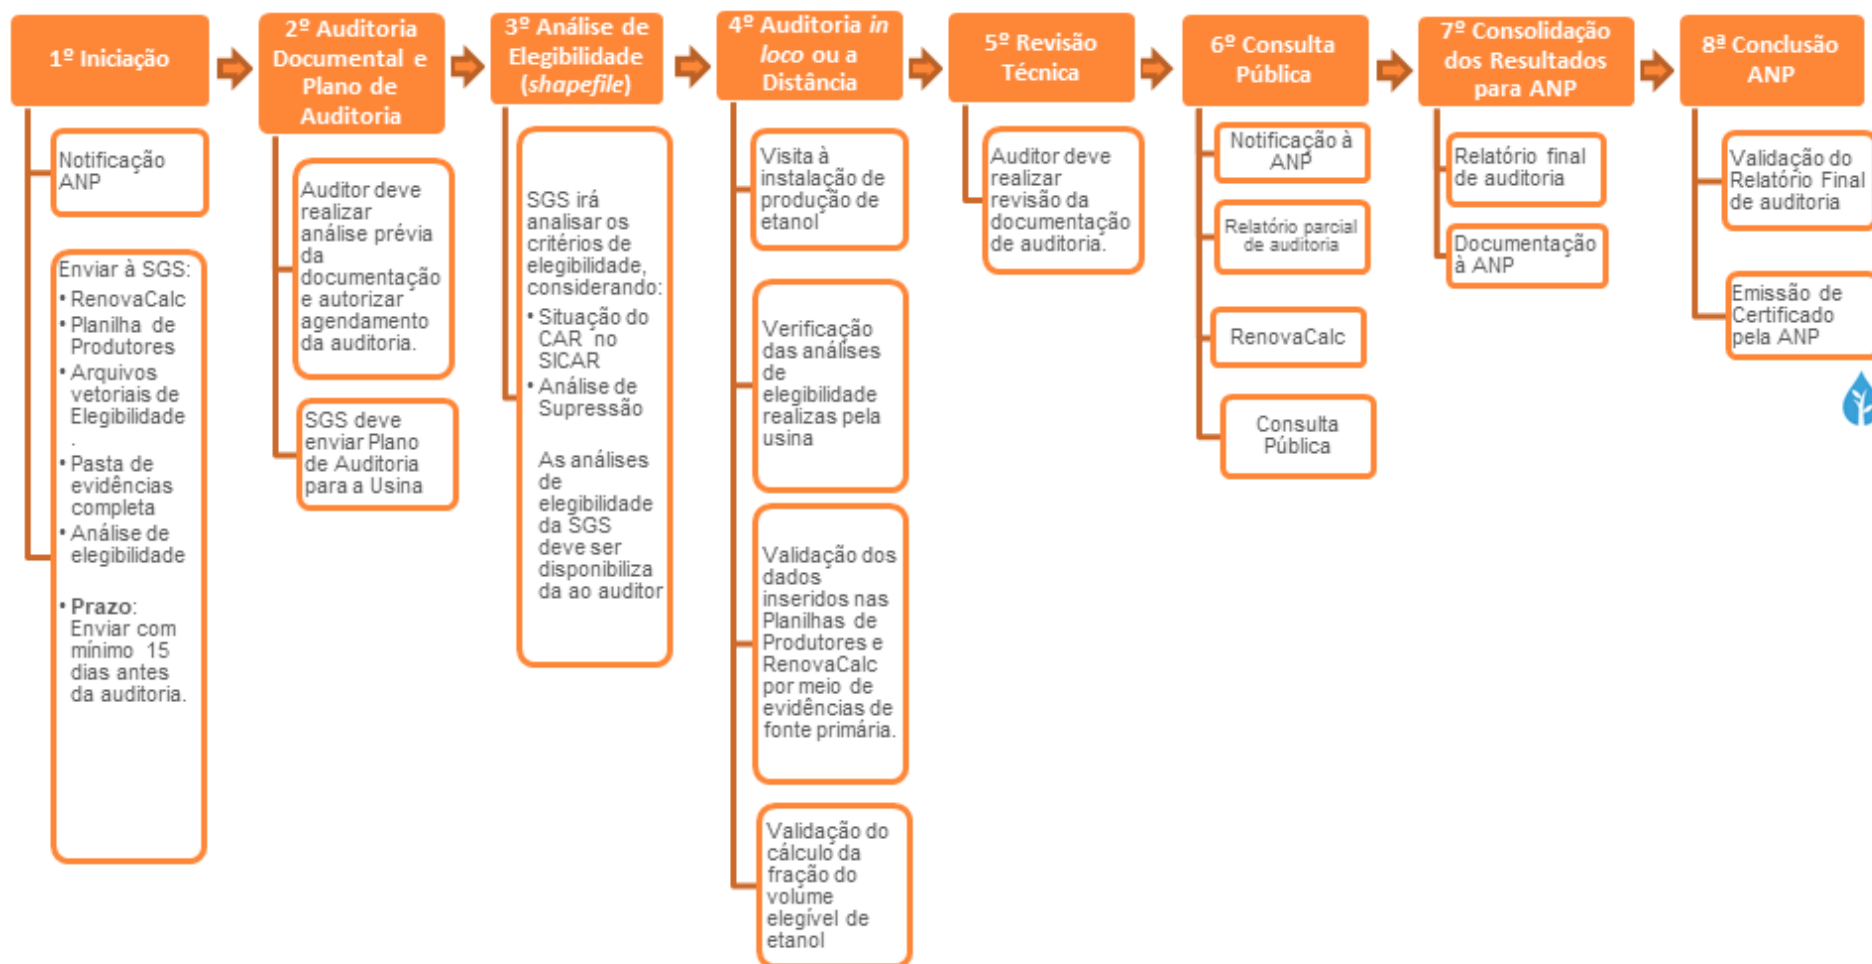 1º Iniciação
Notificação
ANP
Enviar à SGS:
• RenovaCalc
• Planilha de
Produtores
• Arquivos
vetoriais de
Elegibilidade
.
• Pasta de
evidências
completa
• Análise de
elegibilidade
• Prazo:
Enviar com
mínimo 15
dias antes
da auditoria.
2º Auditoria
Documental e
Plano de
Auditoria
Auditor deve
realizar
análise prévia
da
documentação
e autorizar
agendamento
da auditoria.
SGS deve
enviar Plano
de Auditoria
para a Usina
3º Análise de
Elegibilidade
(shapefile)
SGS irá
analisar os
critérios de
elegibilidade,
considerando:
• Situação do
CAR no
SICAR
• Análise de
Supressão
As análises
de
elegibilidade
da SGS
deve ser
disponibiliza
da ao auditor
4º Auditoria in
loco ou a
Distância
Visita à
instalação de
produção de
etanol
Verificação
das análises
de
elegibilidade
realizas pela
usina
Validação dos
dados
inseridos nas
Planilhas de
Produtores e
RenovaCalc
por meio de
evidências de
fonte primária.
Validação do
cálculo da
fração do
volume
elegível de
etanol
5º Revisão
Técnica
Auditor deve
realizar
revisão da
documentação
de auditoria.
6º Consulta
Pública
Notificação à
ANP
Relatório parcial
de auditoria
RenovaCalc
Consulta
Pública
7º Consolidação
dos Resultados
para ANP
Relatório final
de auditoria
Documentação
à ANP
8ª Conclusão
ANP
Validação do
Relatório Final
de auditoria
Emissão de
Certificado
pela ANP